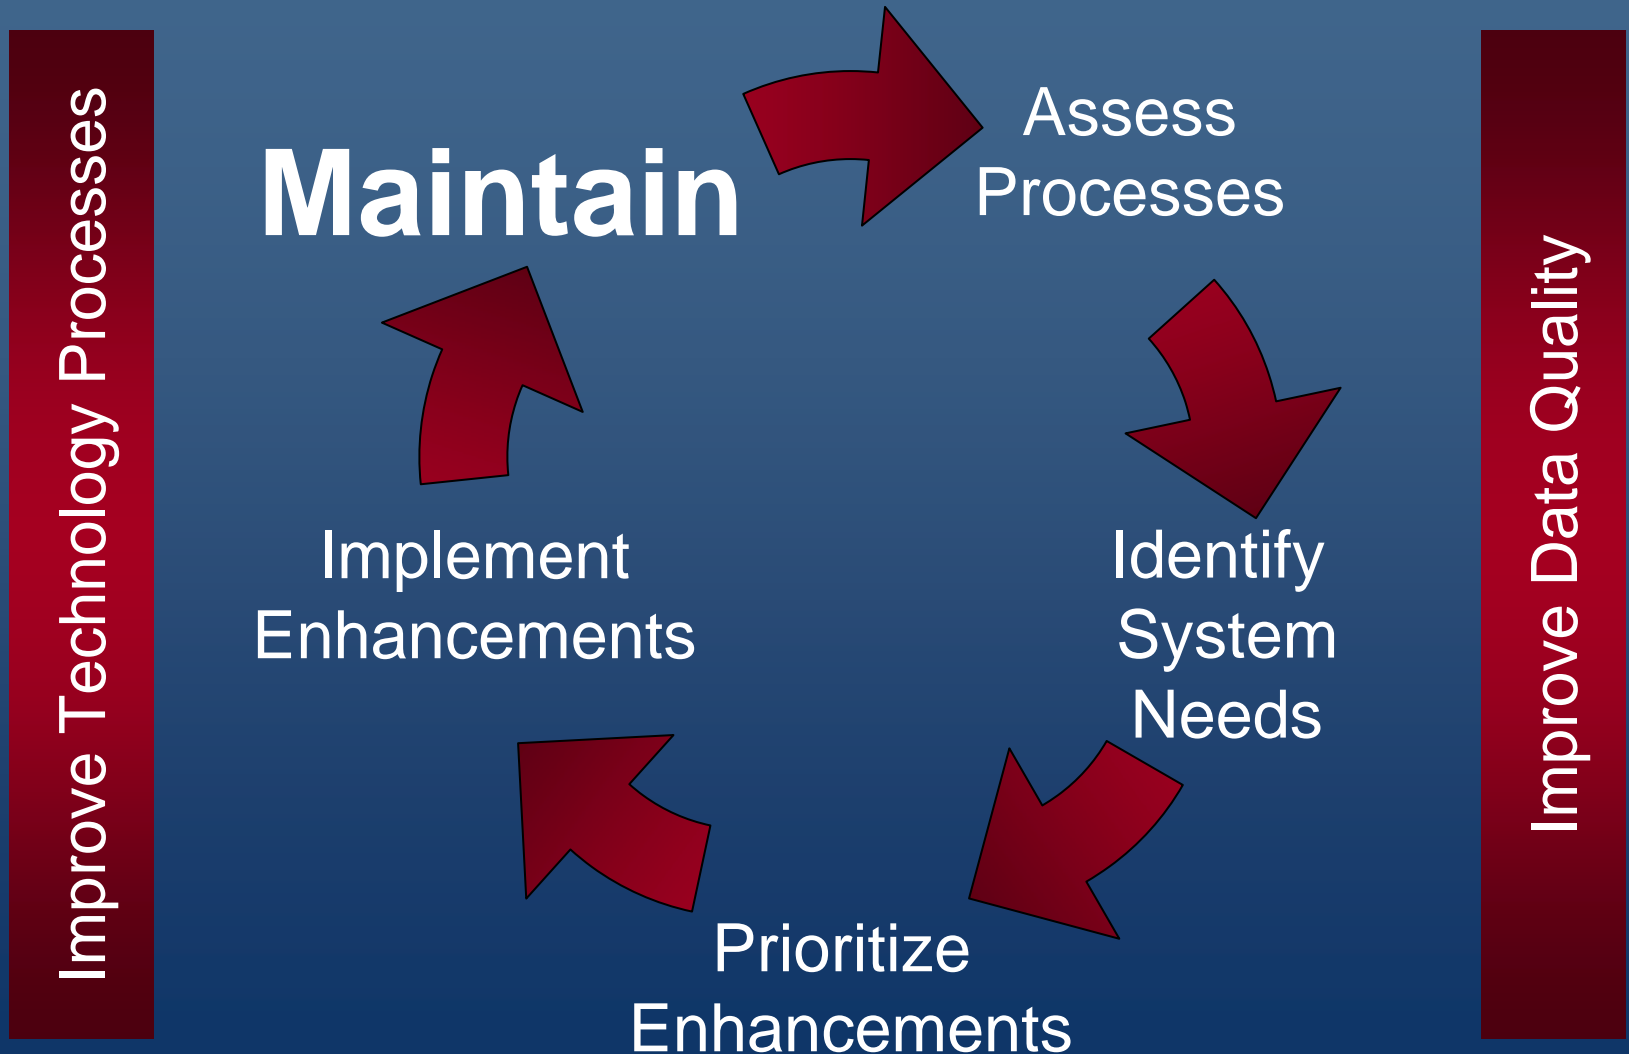 Improve Technology Processes
Maintain
Assess
Processes
Identify
System
Needs
Prioritize
Enhancements
Implement
Enhancements
Improve Data Quality